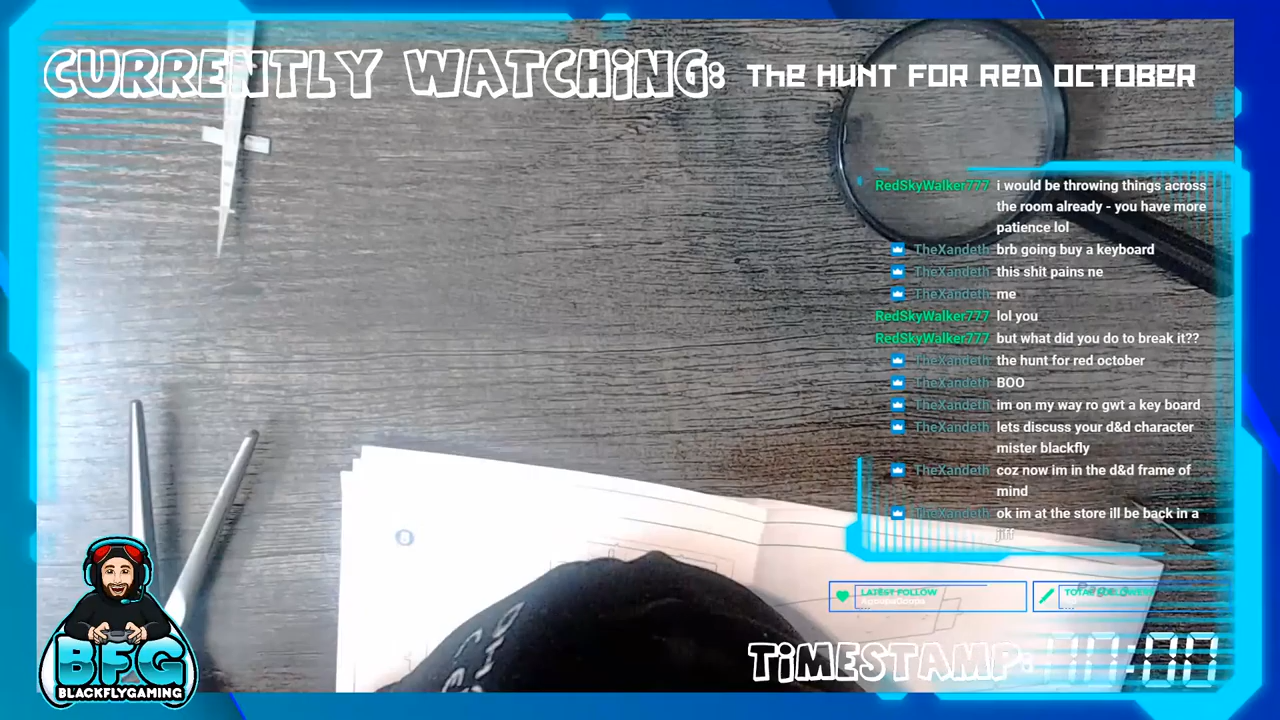 CURRENTLY WATCHING: THE HUNT FOR RED OCTOBER
RedSkyWalker777 i would be throwing things across
the room already - you have more
patience lol
TheXandeth brb going buy a keyboard
TheXandeth this shit pains ne
TheXandeth me
RedSkyWalker777 lol you
RedSkyWalker777 but what did you do to break it??
TheXandeth the hunt for red october
TheXandeth BOO
TheXandeth im on my way ro gwt a key board
TheXandeth lets discuss your d&d character
mister blackfly
TheXandeth coz now im in the d&d frame of
mind
TheXandeth ok im at the store ill be back in a
jiff
8
LATEST FOLLOW
TOTAL FOLLOWERS
TIMESTAMP:
BFG
BLACKFLYGAMING